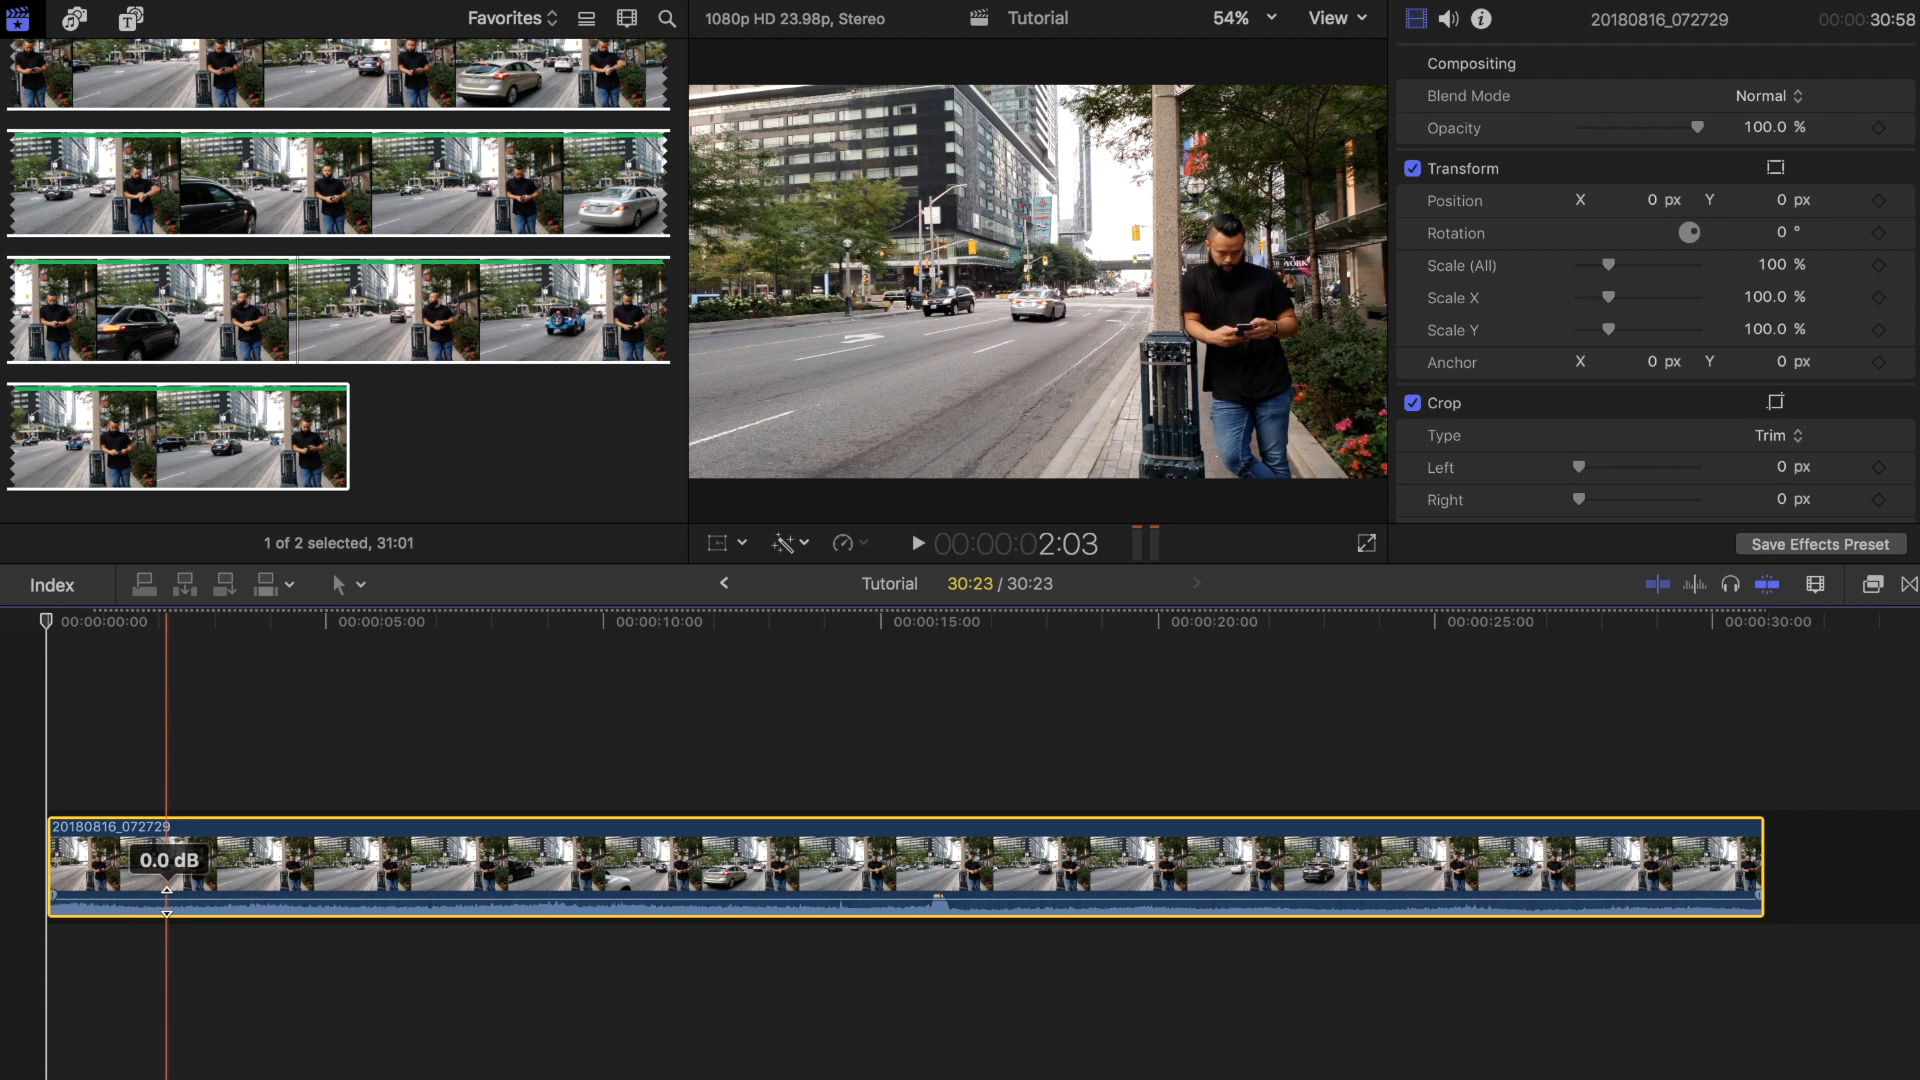 Favorites
1080p HD 23.98p, Stereo
Tutorial
54%
View
20180816_072729
00:00:30:58
Compositing
Blend Mode
Normal
Opacity
100.0 %
Transform
Position
X 0 px Y 0 px
Rotation
0 °
Scale (All)
100 %
Scale X
100.0 %
Scale Y
100.0 %
Anchor
X 0 px Y 0 px
Crop
Type
Trim
Left
0 px
Right
0 px
1 of 2 selected, 31:01
00:00:02:03
Save Effects Preset
Index
Tutorial
30:23 / 30:23
00:00:00:00
00:00:05:00
00:00:10:00
00:00:15:00
00:00:20:00
00:00:25:00
00:00:30:00
20180816_072729
0.0 dB